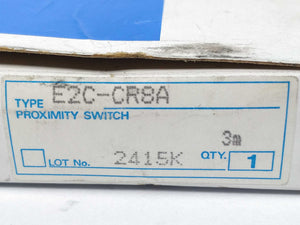 TYPE E2C-CR8A
PROXIMITY SWITCH
3m
LOT No. 2415K QTY. 1